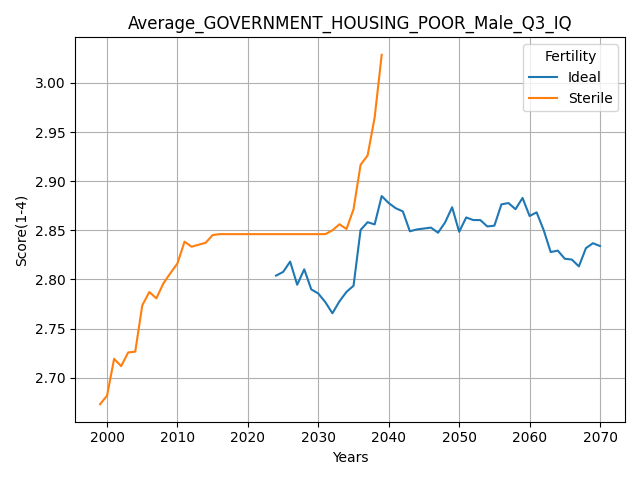 Average_GOVERNMENT_HOUSING_POOR_Male_Q3_IQ
Fertility
Ideal
Sterile
Score(1-4)
3.00
2.95
2.90
2.85
2.80
2.75
2.70
2000 2010 2020 2030 2040 2050 2060 2070
Years